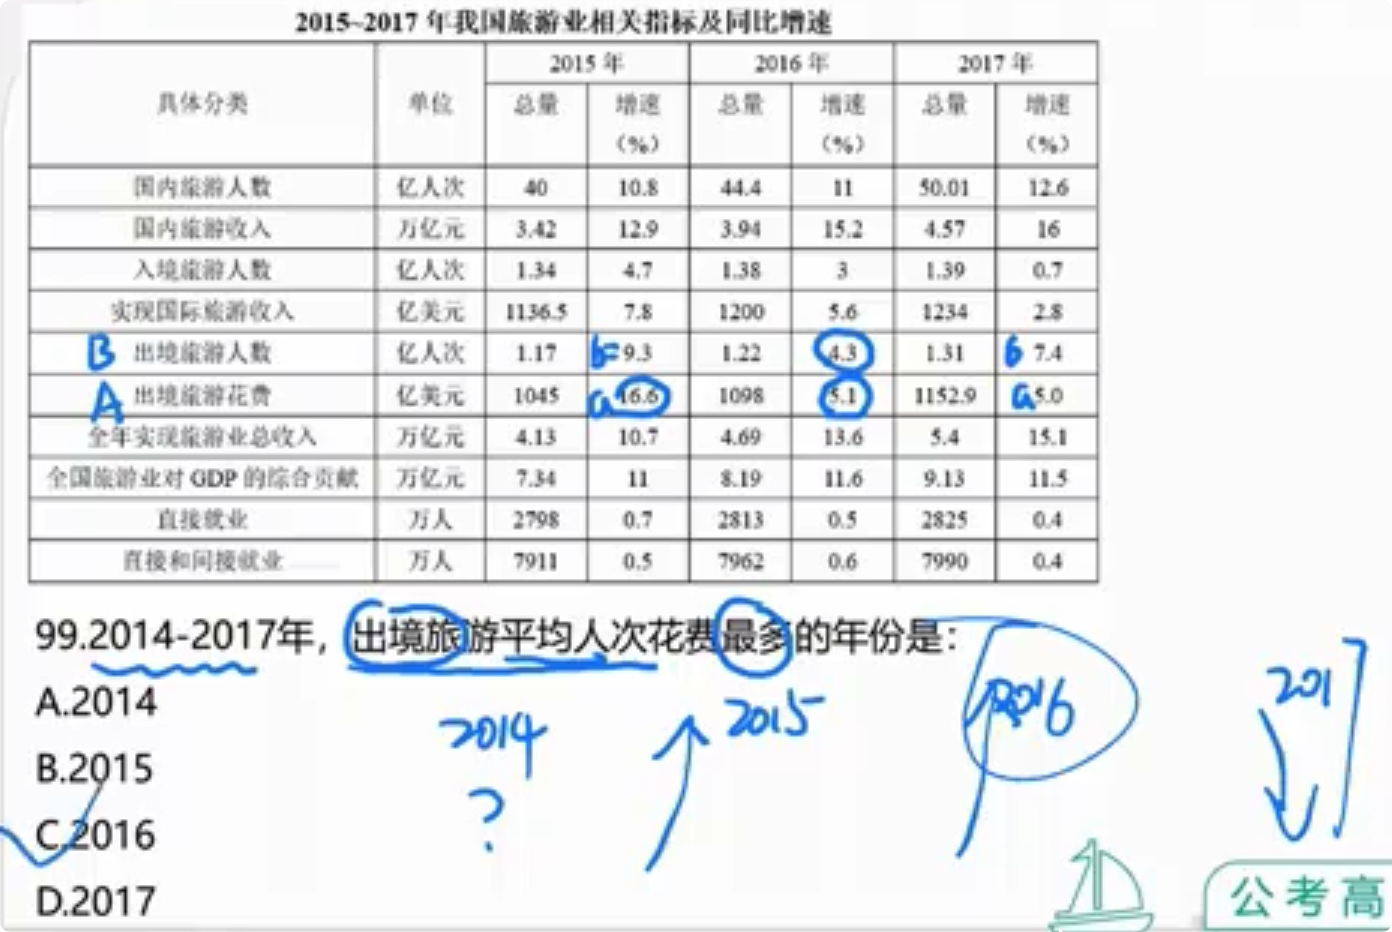 2015~2017 年我国旅游业相关指标及同比增速
具体分类 单位 2015 年 2016 年 2017 年
总量 增速（%） 总量 增速（%） 总量 增速（%）
国内旅游人数 亿人次 40 10.8 44.4 11 50.01 12.6
国内旅游收入 万亿元 3.42 12.9 3.94 15.2 4.57 16
入境旅游人数 亿人次 1.34 4.7 1.38 3 1.39 0.7
实现国际旅游收入 亿美元 1136.5 7.8 1200 5.6 1234 2.8
B 出境旅游人数 亿人次 1.17 b= 9.3 1.22 4.3 1.31 b 7.4
A 出境旅游花费 亿美元 1045 a 16.6 1098 5.1 1152.9 a 5.0
全年实现旅游业总收入 万亿元 4.13 10.7 4.69 13.6 5.4 15.1
全国旅游业对 GDP 的综合贡献 万亿元 7.34 11 8.19 11.6 9.13 11.5
直接就业 万人 2798 0.7 2813 0.5 2825 0.4
直接和间接就业 万人 7911 0.5 7962 0.6 7990 0.4
99.2014-2017年，出境旅游平均人次花费最多的年份是：
A.2014
2014 2015 2016 201
B.2015
?
C.2016
D.2017
公考高